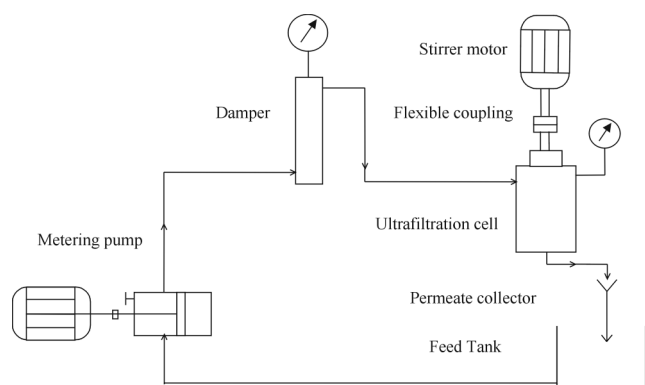 Stirrer motor
Damper
Flexible coupling
Ultrafiltration cell
Metering pump
Permeate collector
Feed Tank